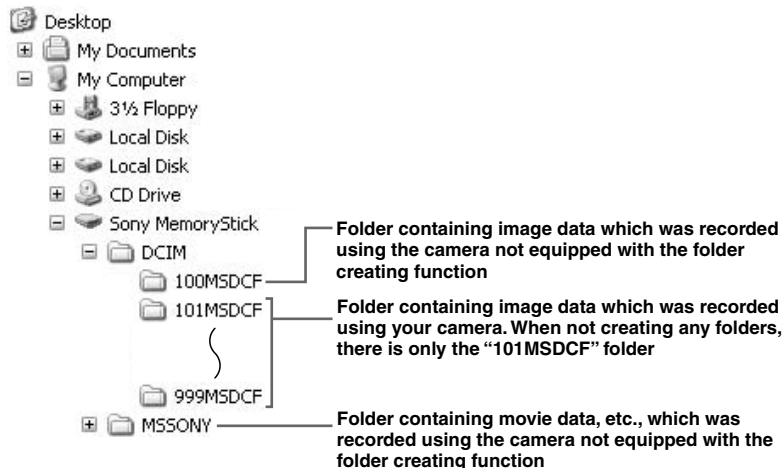 Desktop
My Documents
My Computer
3½ Floppy
Local Disk
Local Disk
CD Drive
Sony MemoryStick
DCIM
100MSDCF
101MSDCF
999MSDCF
MSSONY
Folder containing image data which was recorded
using the camera not equipped with the folder
creating function
Folder containing image data which was recorded
using your camera. When not creating any folders,
there is only the “101MSDCF” folder
Folder containing movie data, etc., which was
recorded using the camera not equipped with the
folder creating function